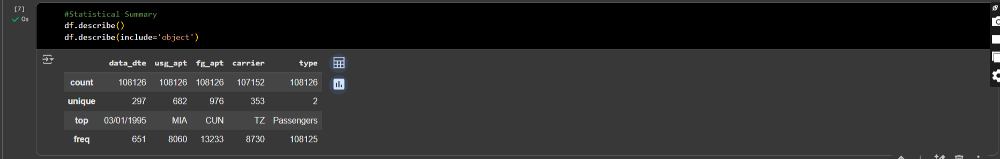 [7]
0s
#Statistical Summary
df.describe()
df.describe(include='object')
data_dte usg_apt fg_apt carrier type
count 108126 108126 108126 107152 108126
unique 297 682 976 353 2
top 03/01/1995 MIA CUN TZ Passengers
freq 651 8060 13233 8730 108125